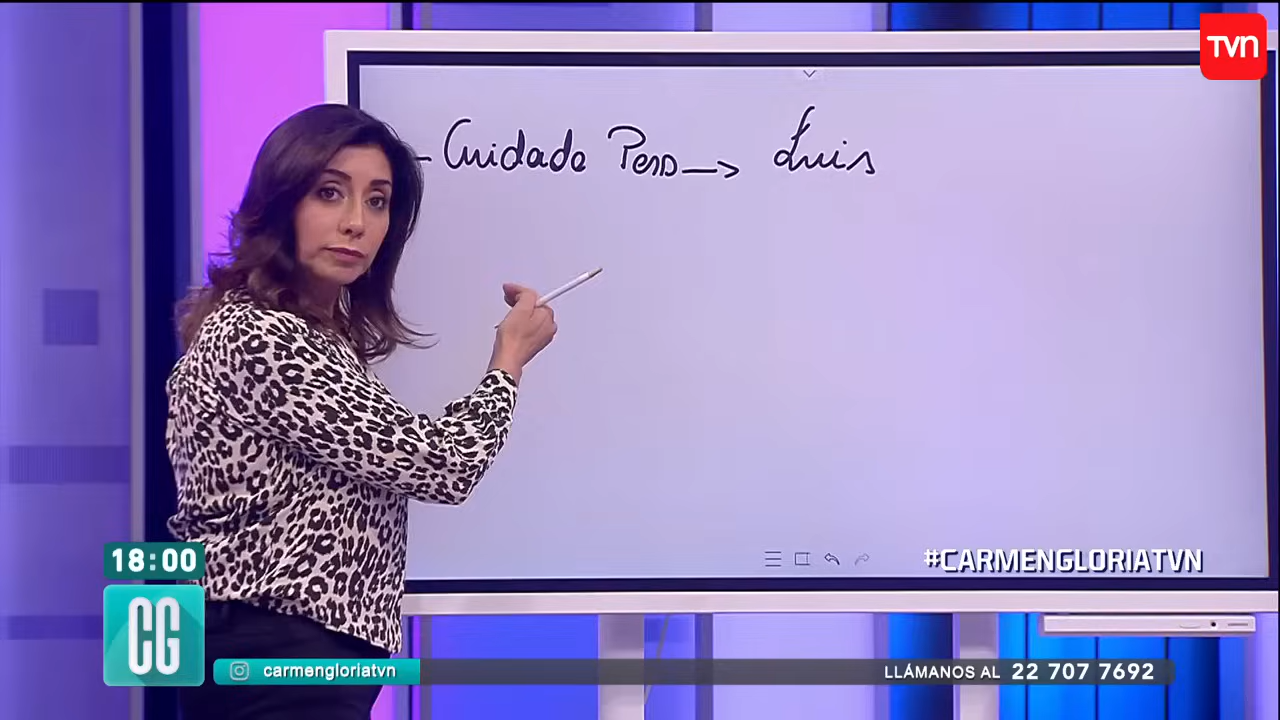 TVN
- Cuidado Pers → Luis
#CARMENGLORIATVN
18:00
CG
carmengloriatvn
LLÁMANOS AL 22 707 7692